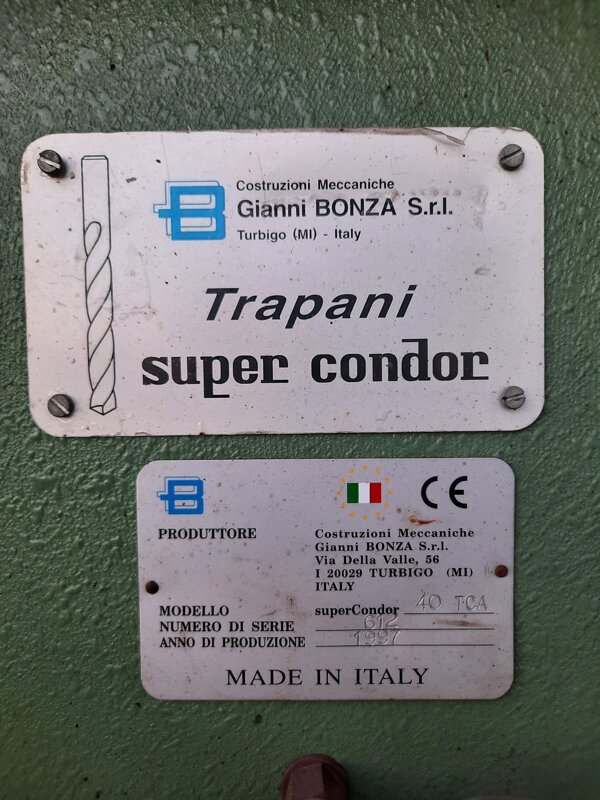 Costruzioni Meccaniche
Gianni BONZA S.r.l.
Turbigo (MI) - Italy
Trapani
super condor
B
CE
PRODUTTORE
Costruzioni Meccaniche
Gianni BONZA S.r.l.
Via Della Valle, 56
I 20029 TURBIGO (MI)
ITALY
MODELLO superCondor 40 TCA
NUMERO DI SERIE 612
ANNO DI PRODUZIONE 1997
MADE IN ITALY